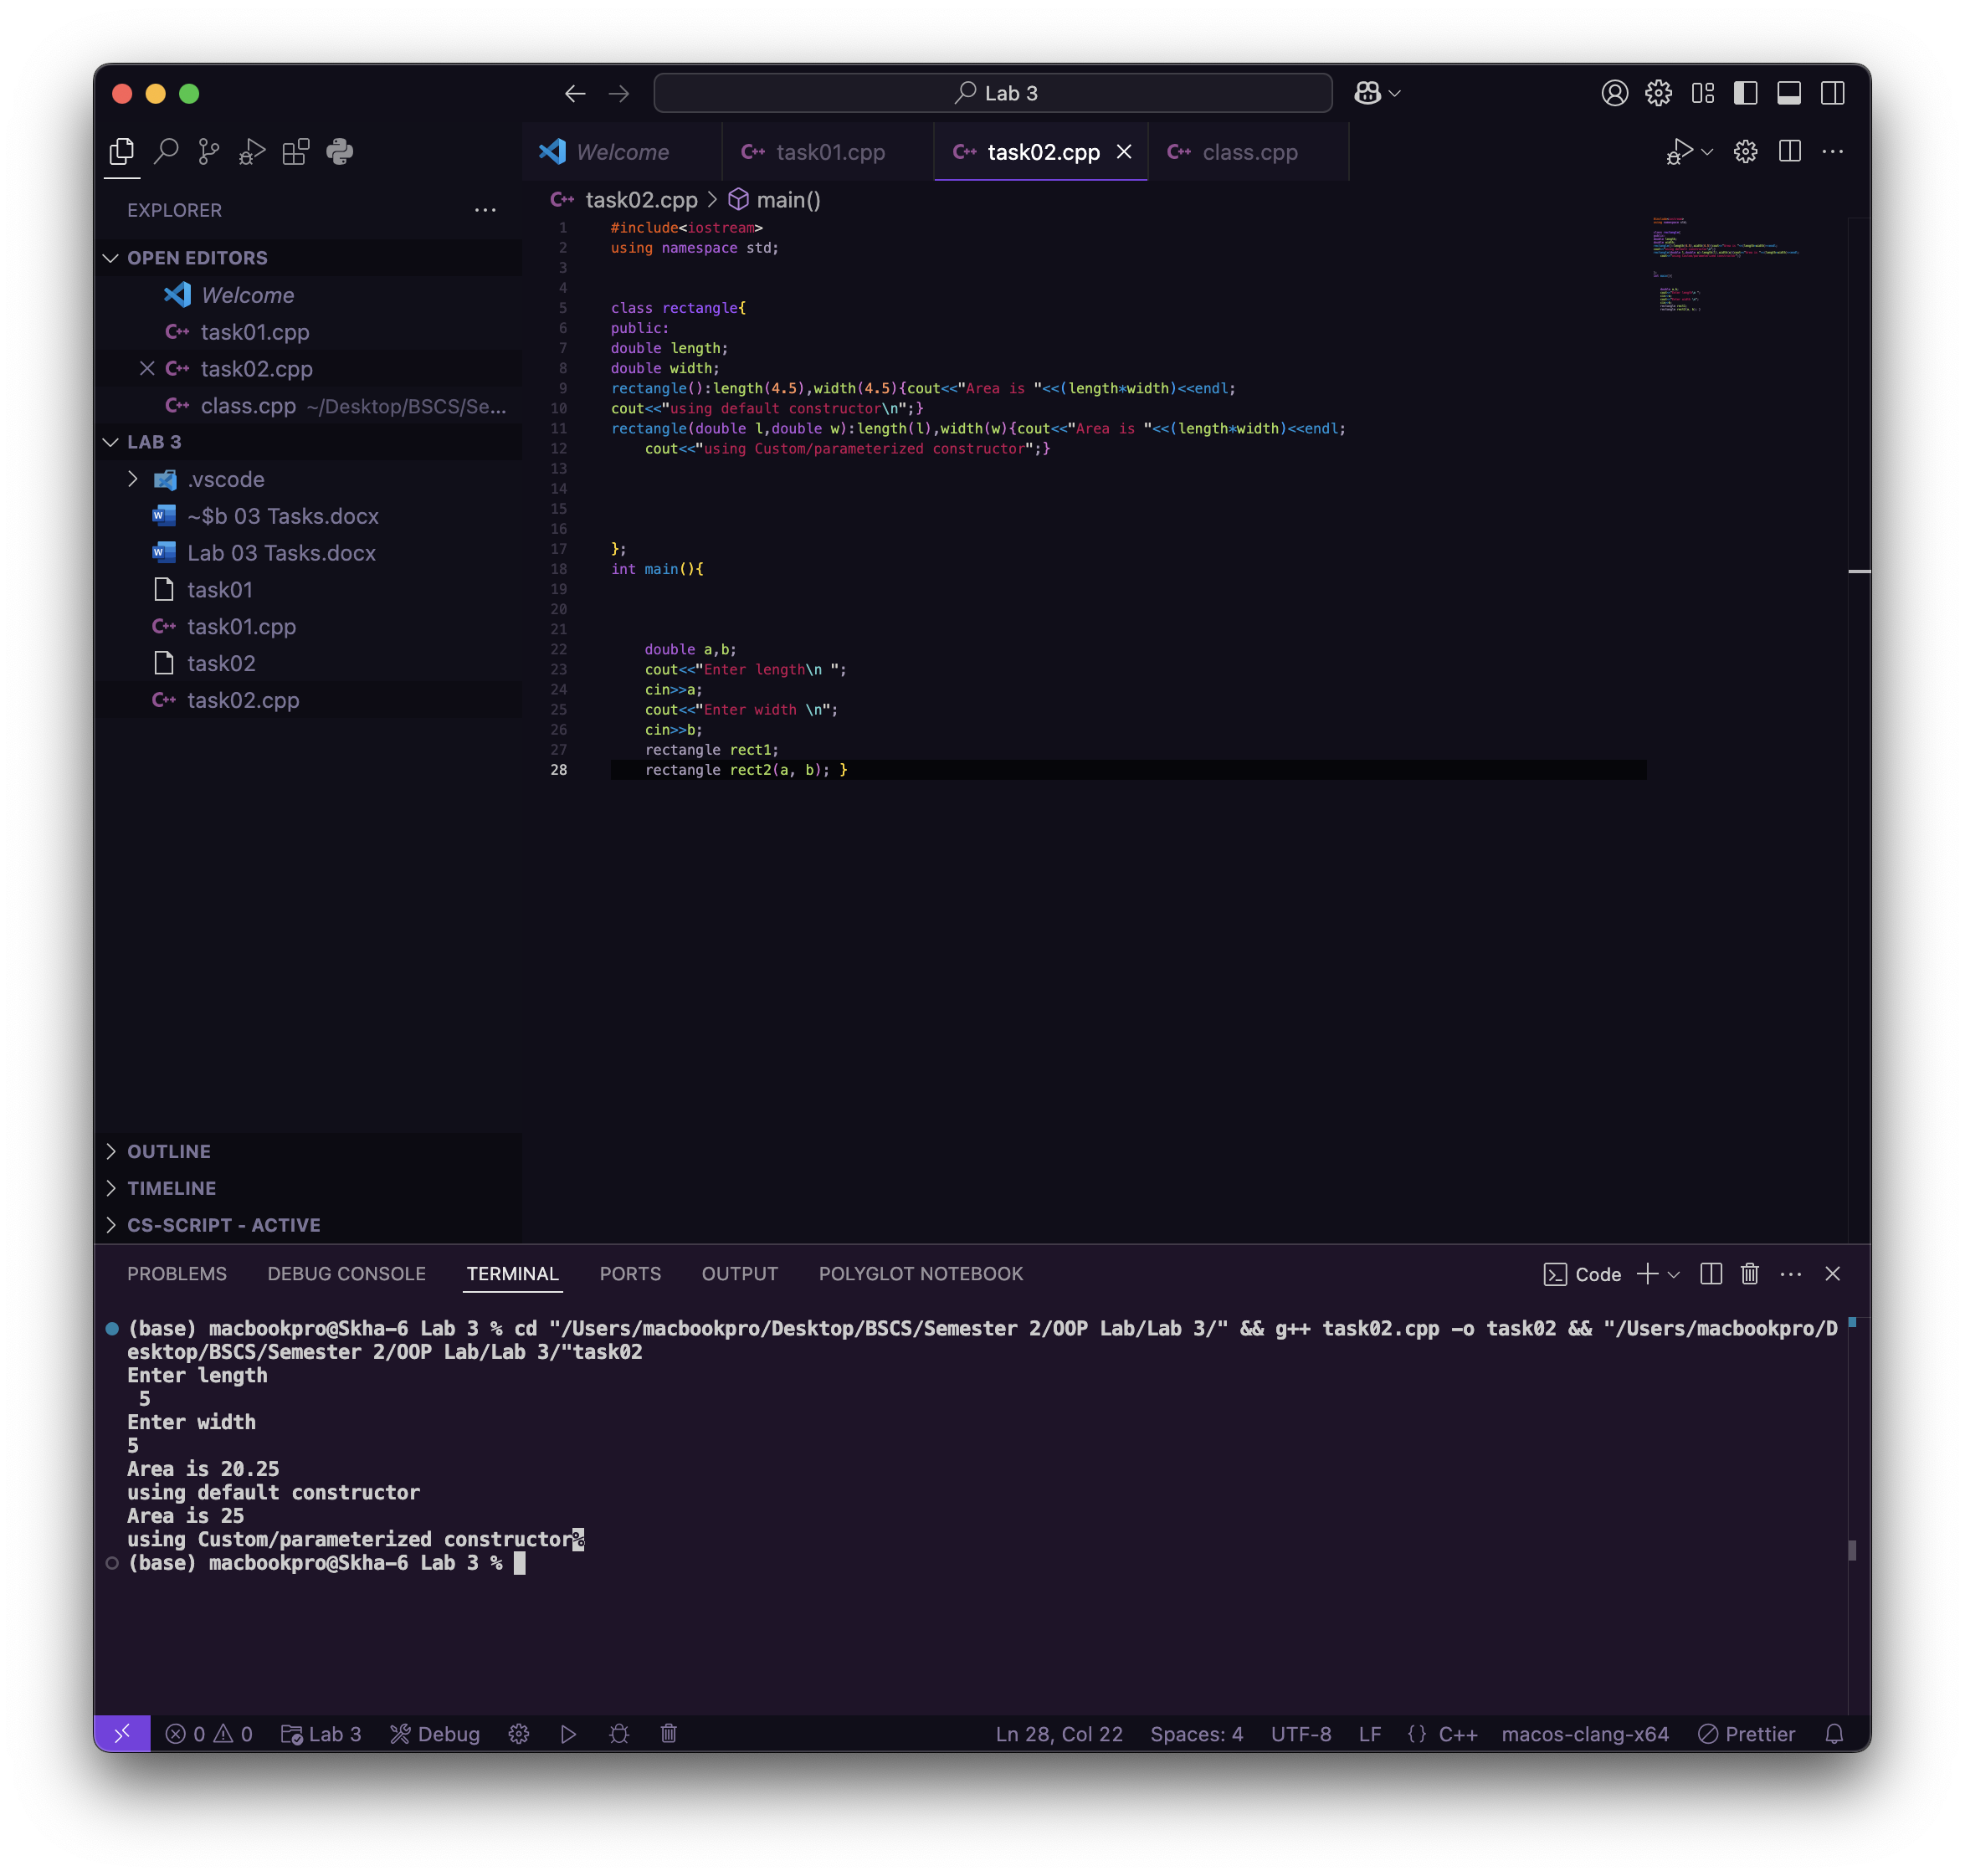 Lab 3
Welcome
task01.cpp
task02.cpp
class.cpp
EXPLORER
OPEN EDITORS
Welcome
task01.cpp
task02.cpp
class.cpp ~/Desktop/BSCS/Se...
LAB 3
.vscode
~$b 03 Tasks.docx
Lab 03 Tasks.docx
task01
task01.cpp
task02
task02.cpp
OUTLINE
TIMELINE
CS-SCRIPT - ACTIVE
task02.cpp > main()
1 #include<iostream>
2 using namespace std;
3
4
5 class rectangle{
6 public:
7 double length;
8 double width;
9 rectangle():length(4.5),width(4.5){cout<<"Area is "<<(length*width)<<endl;
10 cout<<"using default constructor\n";}
11 rectangle(double l,double w):length(l),width(w){cout<<"Area is "<<(length*width)<<endl;
12 cout<<"using Custom/parameterized constructor";}
13
14
15
16
17 };
18 int main(){
19
20
21
22 double a,b;
23 cout<<"Enter length\n ";
24 cin>>a;
25 cout<<"Enter width \n";
26 cin>>b;
27 rectangle rect1;
28 rectangle rect2(a, b); }
PROBLEMS DEBUG CONSOLE TERMINAL PORTS OUTPUT POLYGLOT NOTEBOOK
Code
(base) macbookpro@Skha-6 Lab 3 % cd "/Users/macbookpro/Desktop/BSCS/Semester 2/OOP Lab/Lab 3/" && g++ task02.cpp -o task02 && "/Users/macbookpro/D
esktop/BSCS/Semester 2/OOP Lab/Lab 3/"task02
Enter length
5
Enter width
5
Area is 20.25
using default constructor
Area is 25
using Custom/parameterized constructor%
(base) macbookpro@Skha-6 Lab 3 %
0 0 Lab 3 Debug Ln 28, Col 22 Spaces: 4 UTF-8 LF {} C++ macos-clang-x64 Prettier